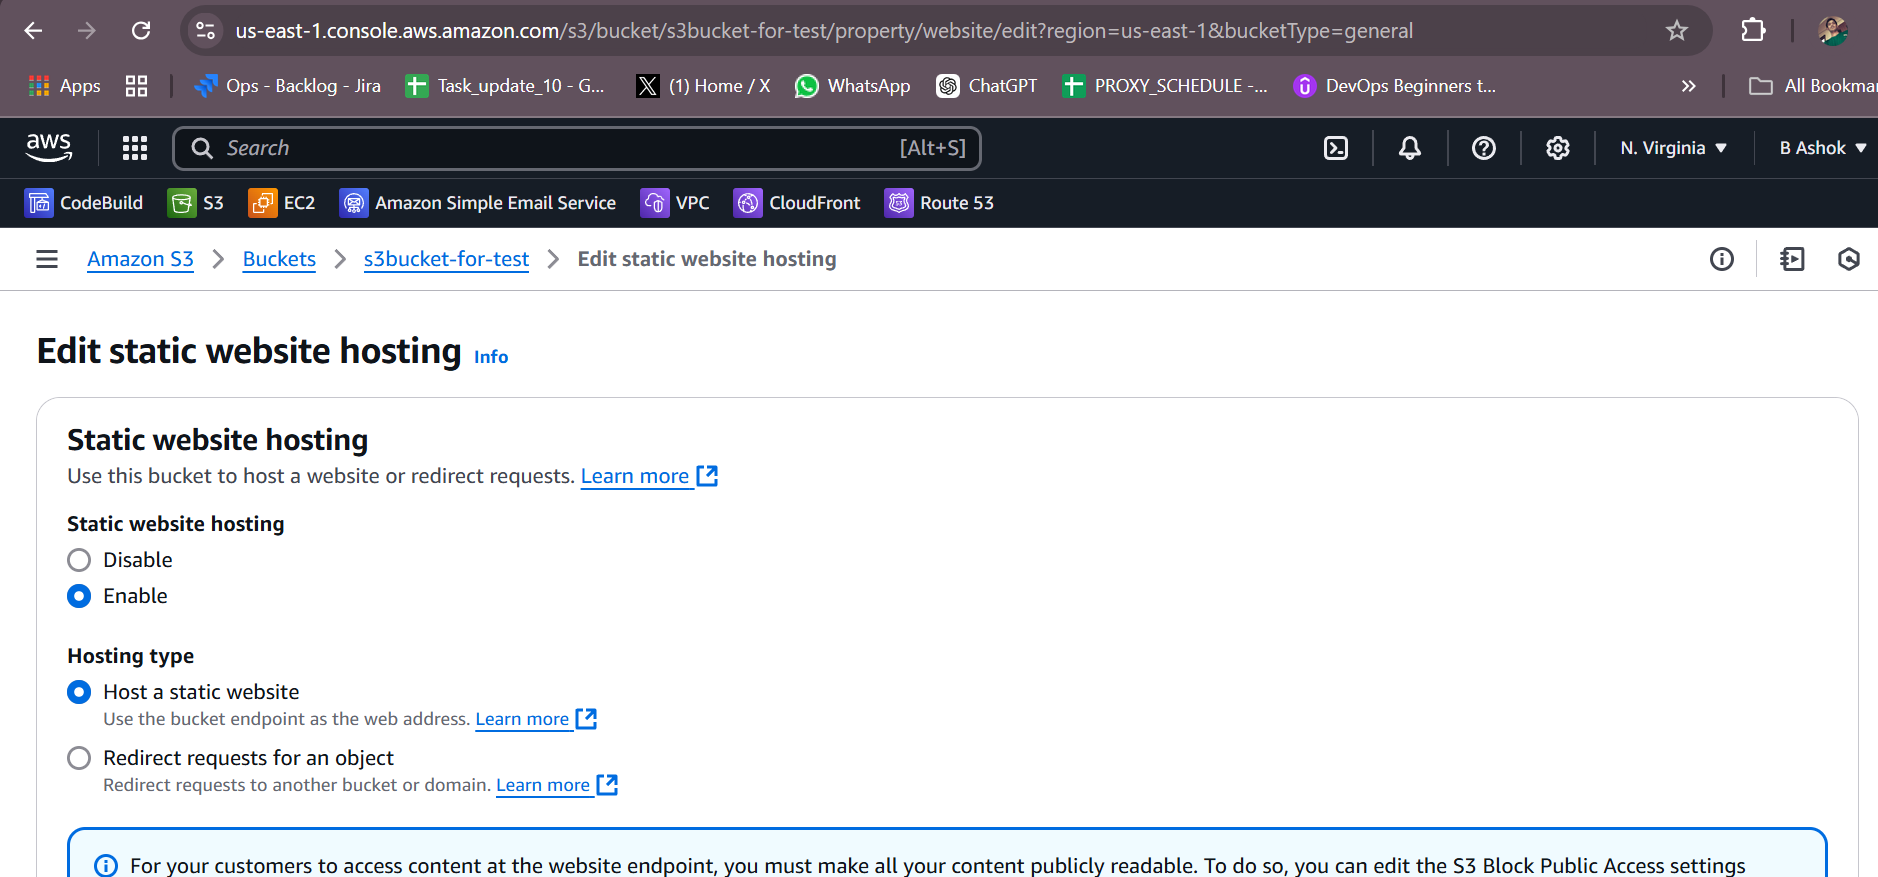 us-east-1.console.aws.amazon.com/s3/bucket/s3bucket-for-test/property/website/edit?region=us-east-1&bucketType=general
Apps Ops - Backlog - Jira Task_update_10 - G... (1) Home / X WhatsApp ChatGPT PROXY_SCHEDULE -... DevOps Beginners t... » All Bookmar
aws Search [Alt+S] N. Virginia B Ashok
CodeBuild S3 EC2 Amazon Simple Email Service VPC CloudFront Route 53
Amazon S3 > Buckets > s3bucket-for-test > Edit static website hosting
Edit static website hosting Info
Static website hosting
Use this bucket to host a website or redirect requests. Learn more
Static website hosting
Disable
Enable
Hosting type
Host a static website
Use the bucket endpoint as the web address. Learn more
Redirect requests for an object
Redirect requests to another bucket or domain. Learn more
For your customers to access content at the website endpoint, you must make all your content publicly readable. To do so, you can edit the S3 Block Public Access settings